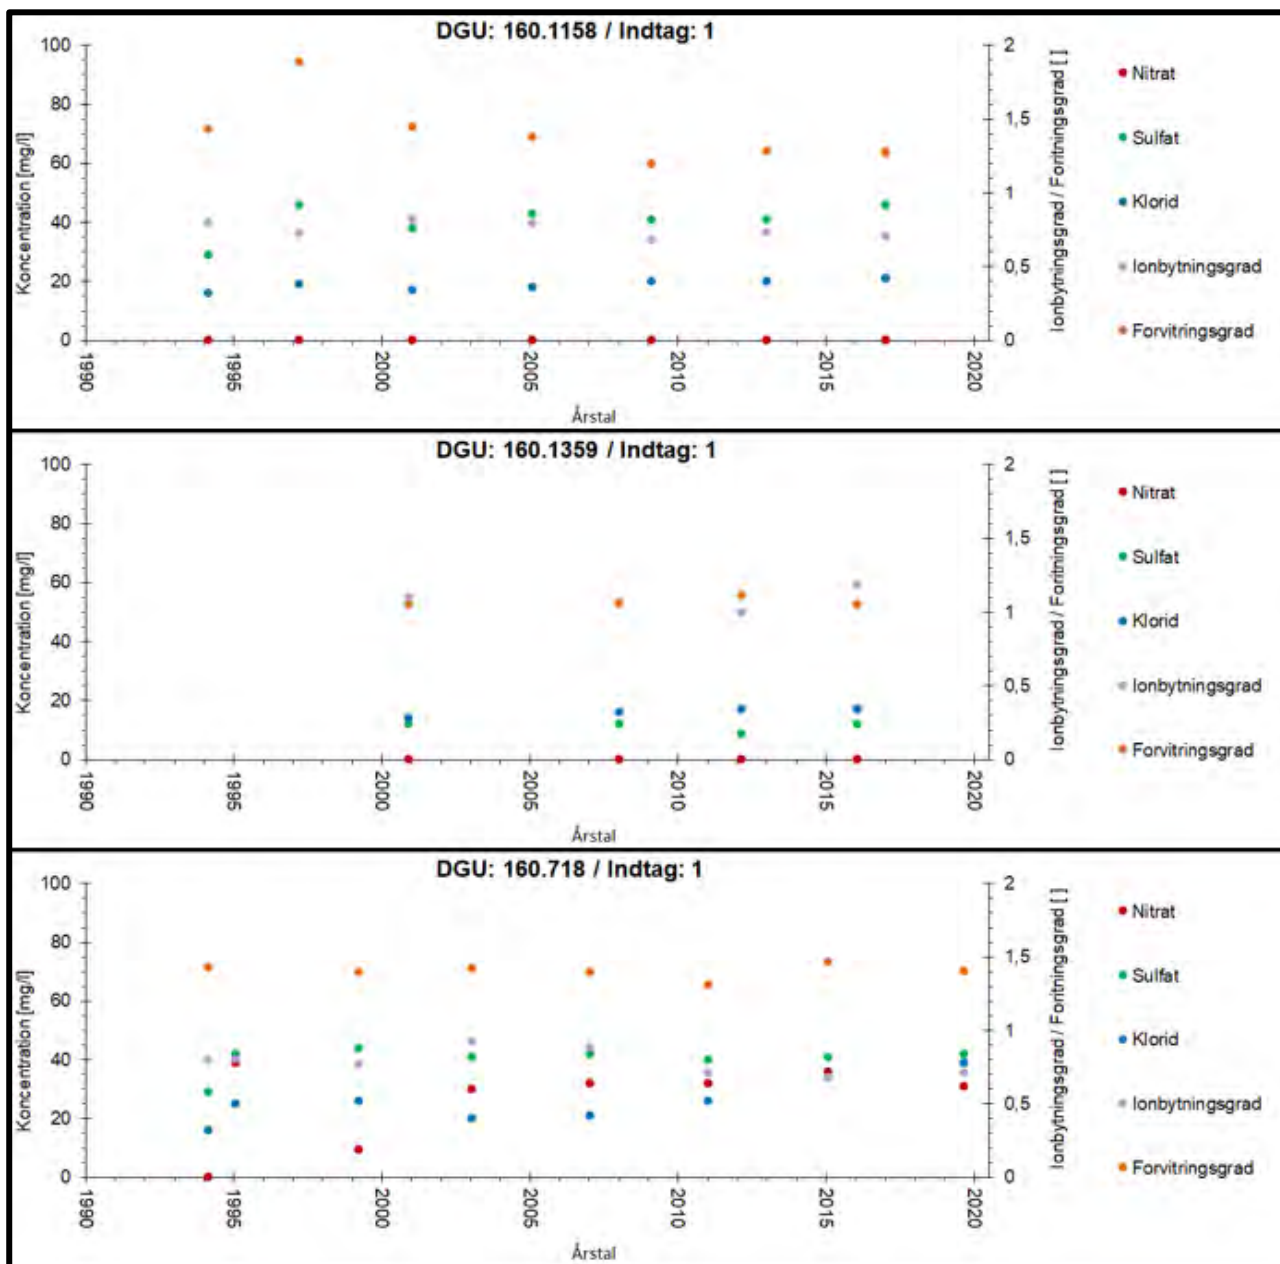 DGU: 160.1158 / Indtag: 1
Koncentration [mg/l]
100
80
60
40
20
0
1990
1995
2000
2005
2010
2015
2020
Årstal
2
1,5
1
0,5
0
Ionbytningsgrad / Forvitringsgrad [ ]
Nitrat
Sulfat
Klorid
Ionbytningsgrad
Forvitringsgrad
DGU: 160.1359 / Indtag: 1
Koncentration [mg/l]
100
80
60
40
20
0
1990
1995
2000
2005
2010
2015
2020
Årstal
2
1,5
1
0,5
0
Ionbytningsgrad / Forvitringsgrad [ ]
Nitrat
Sulfat
Klorid
Ionbytningsgrad
Forvitringsgrad
DGU: 160.718 / Indtag: 1
Koncentration [mg/l]
100
80
60
40
20
0
1990
1995
2000
2005
2010
2015
2020
Årstal
2
1,5
1
0,5
0
Ionbytningsgrad / Forvitringsgrad [ ]
Nitrat
Sulfat
Klorid
Ionbytningsgrad
Forvitringsgrad